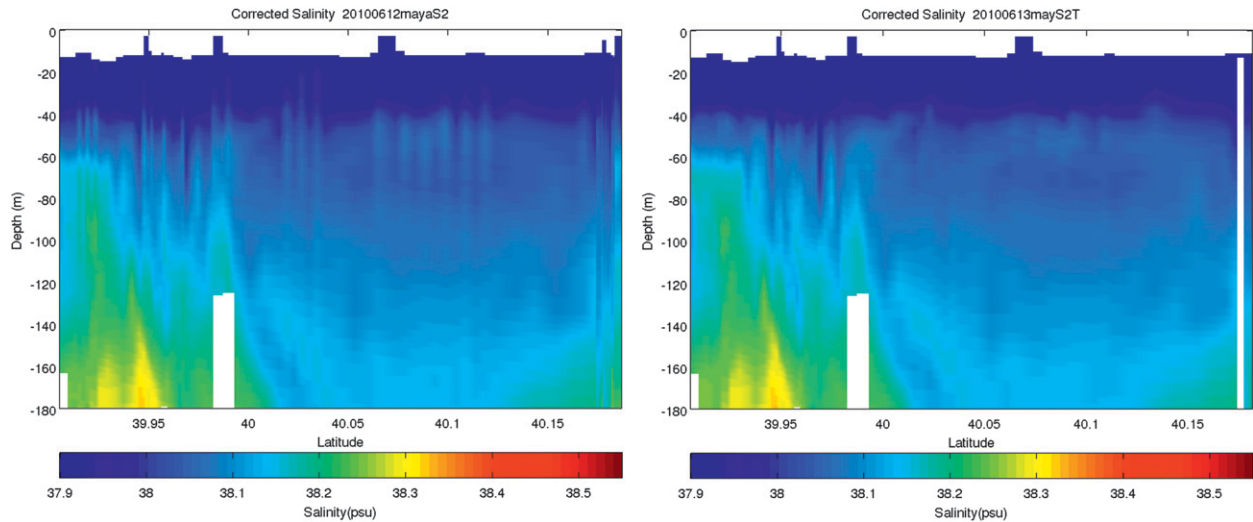 Corrected Salinity 20100612mayaS2
0
-20
-40
-60
-80
-100
-120
-140
-160
-180
Depth (m)
39.95 40 40.05 40.1 40.15
Latitude
37.9 38 38.1 38.2 38.3 38.4 38.5
Salinity(psu)
Corrected Salinity 20100613mayS2T
0
-20
-40
-60
-80
-100
-120
-140
-160
-180
Depth (m)
39.95 40 40.05 40.1 40.15
Latitude
37.9 38 38.1 38.2 38.3 38.4 38.5
Salinity(psu)